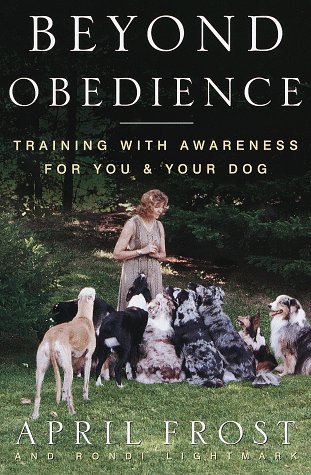 BEYOND
OBEDIENCE
TRAINING WITH AWARENESS
FOR YOU & YOUR DOG
APRIL FROST
AND RONDI LIGHTMARK